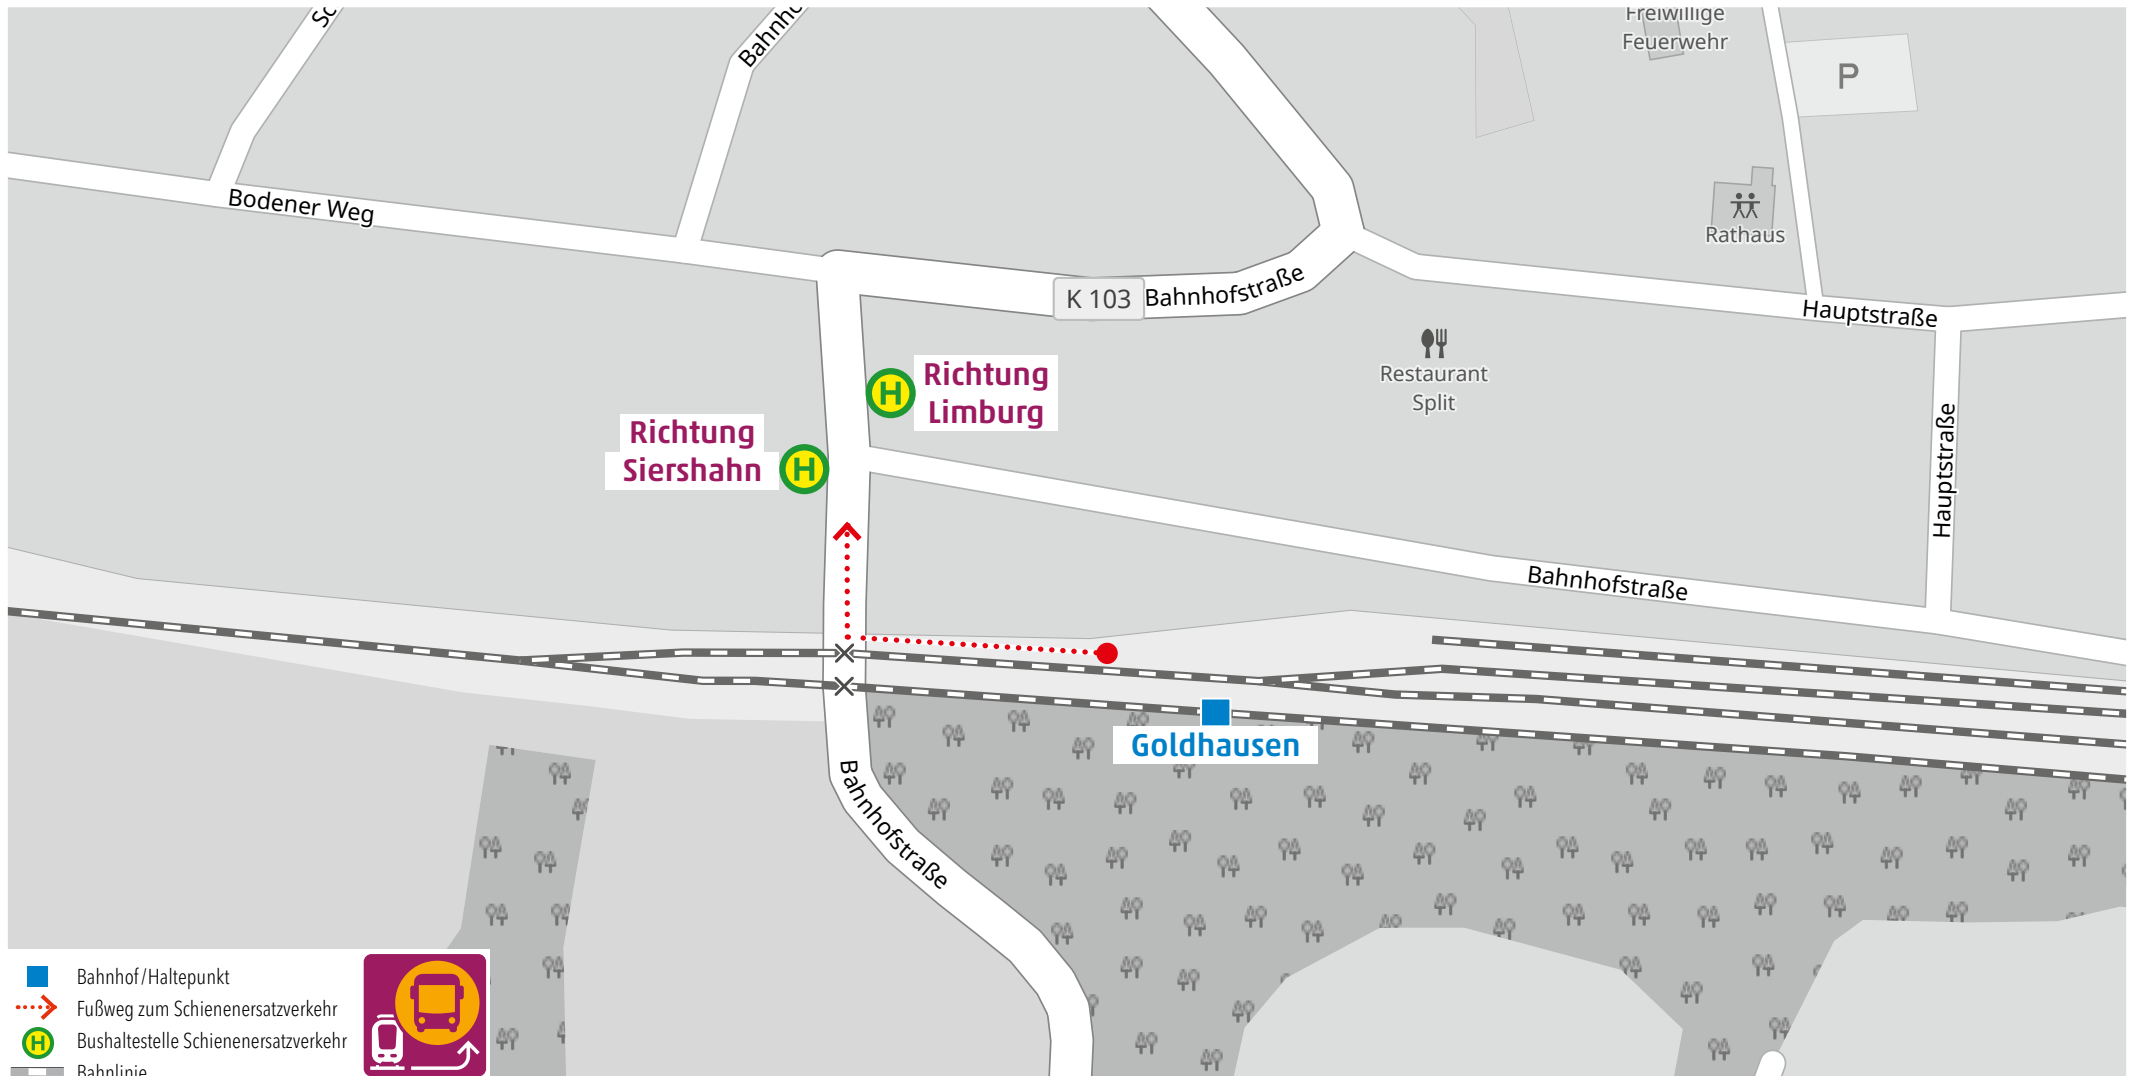 Freiwillige
Feuerwehr
P
Bodener Weg
Rathaus
K 103
Bahnhofstraße
Hauptstraße
Restaurant
Split
Richtung
Limburg
Richtung
Siershahn
H
H
Hauptstraße
Bahnhofstraße
Goldhausen
Bahnhofstraße
Bahnhof/Haltepunkt
Fußweg zum Schienenersatzverkehr
H
Bushaltestelle Schienenersatzverkehr
Bahnlinie